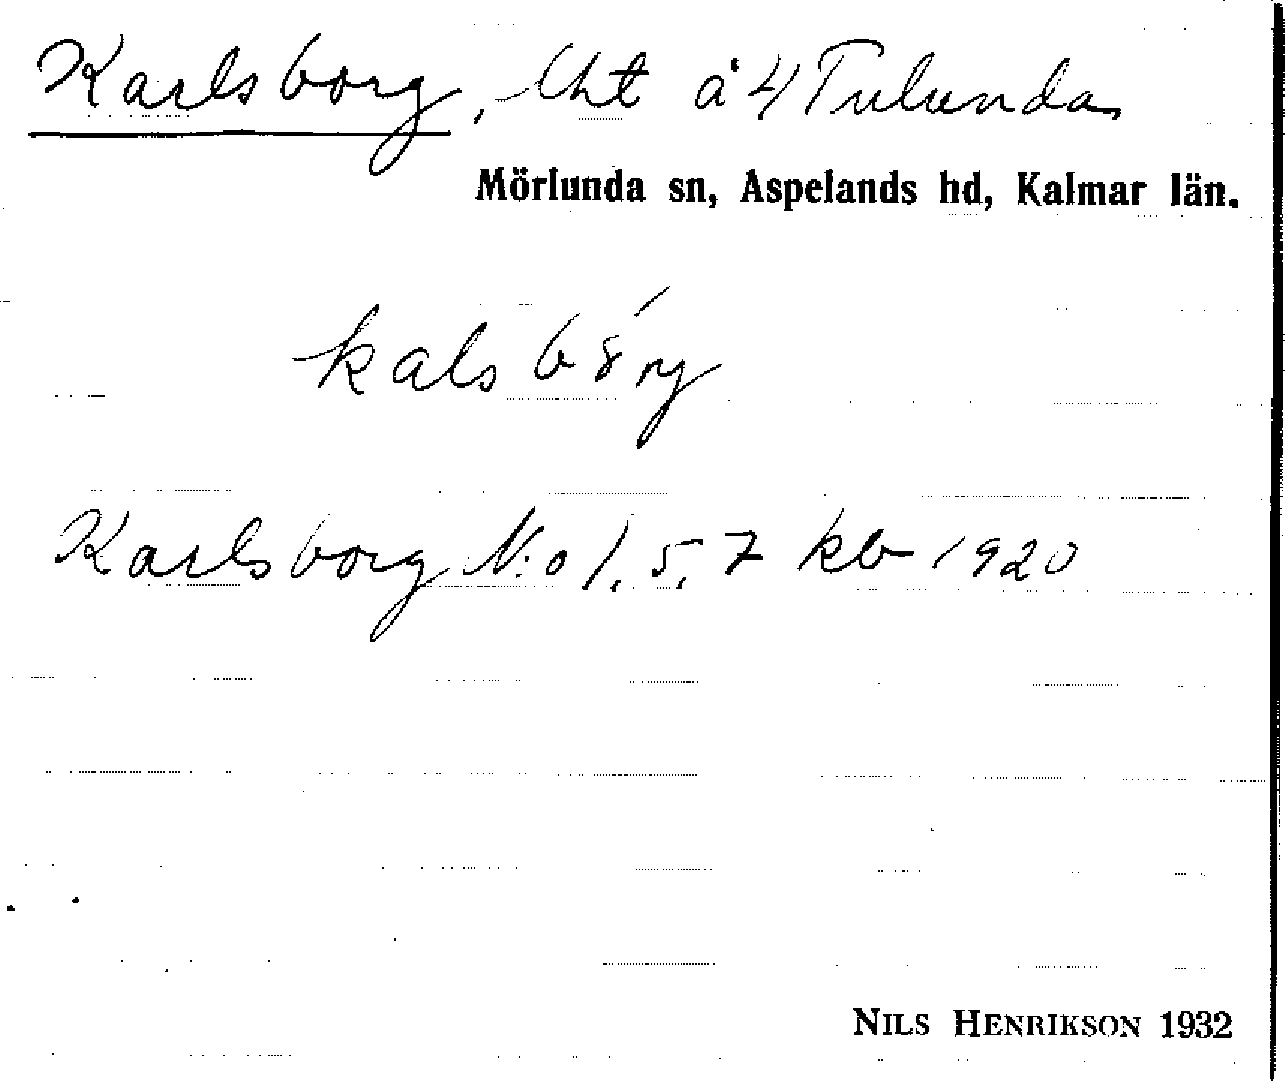 Karlsborg, lht å 4 Tulunda
Mörlunda sn, Aspelands hd, Kalmar län.
kalsbór̨y
Karlsborg N:o 1. 5. 7 kb 1920
NILS HENRIKSON 1932